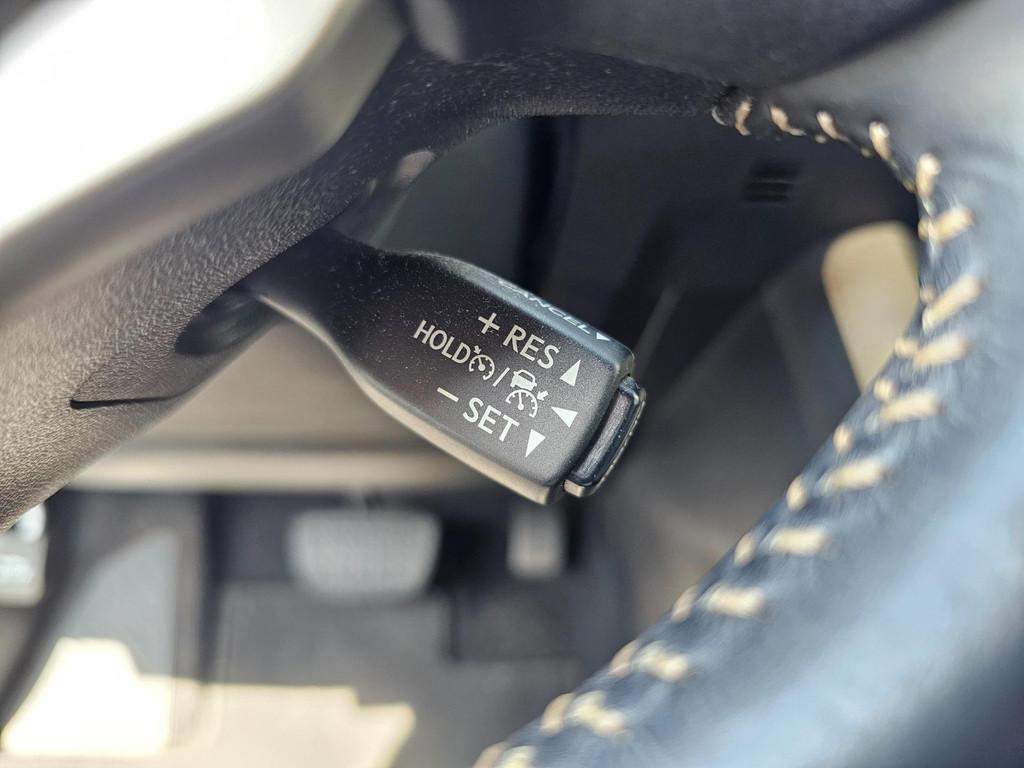 CANCEL
+ RES
HOLD /
− SET